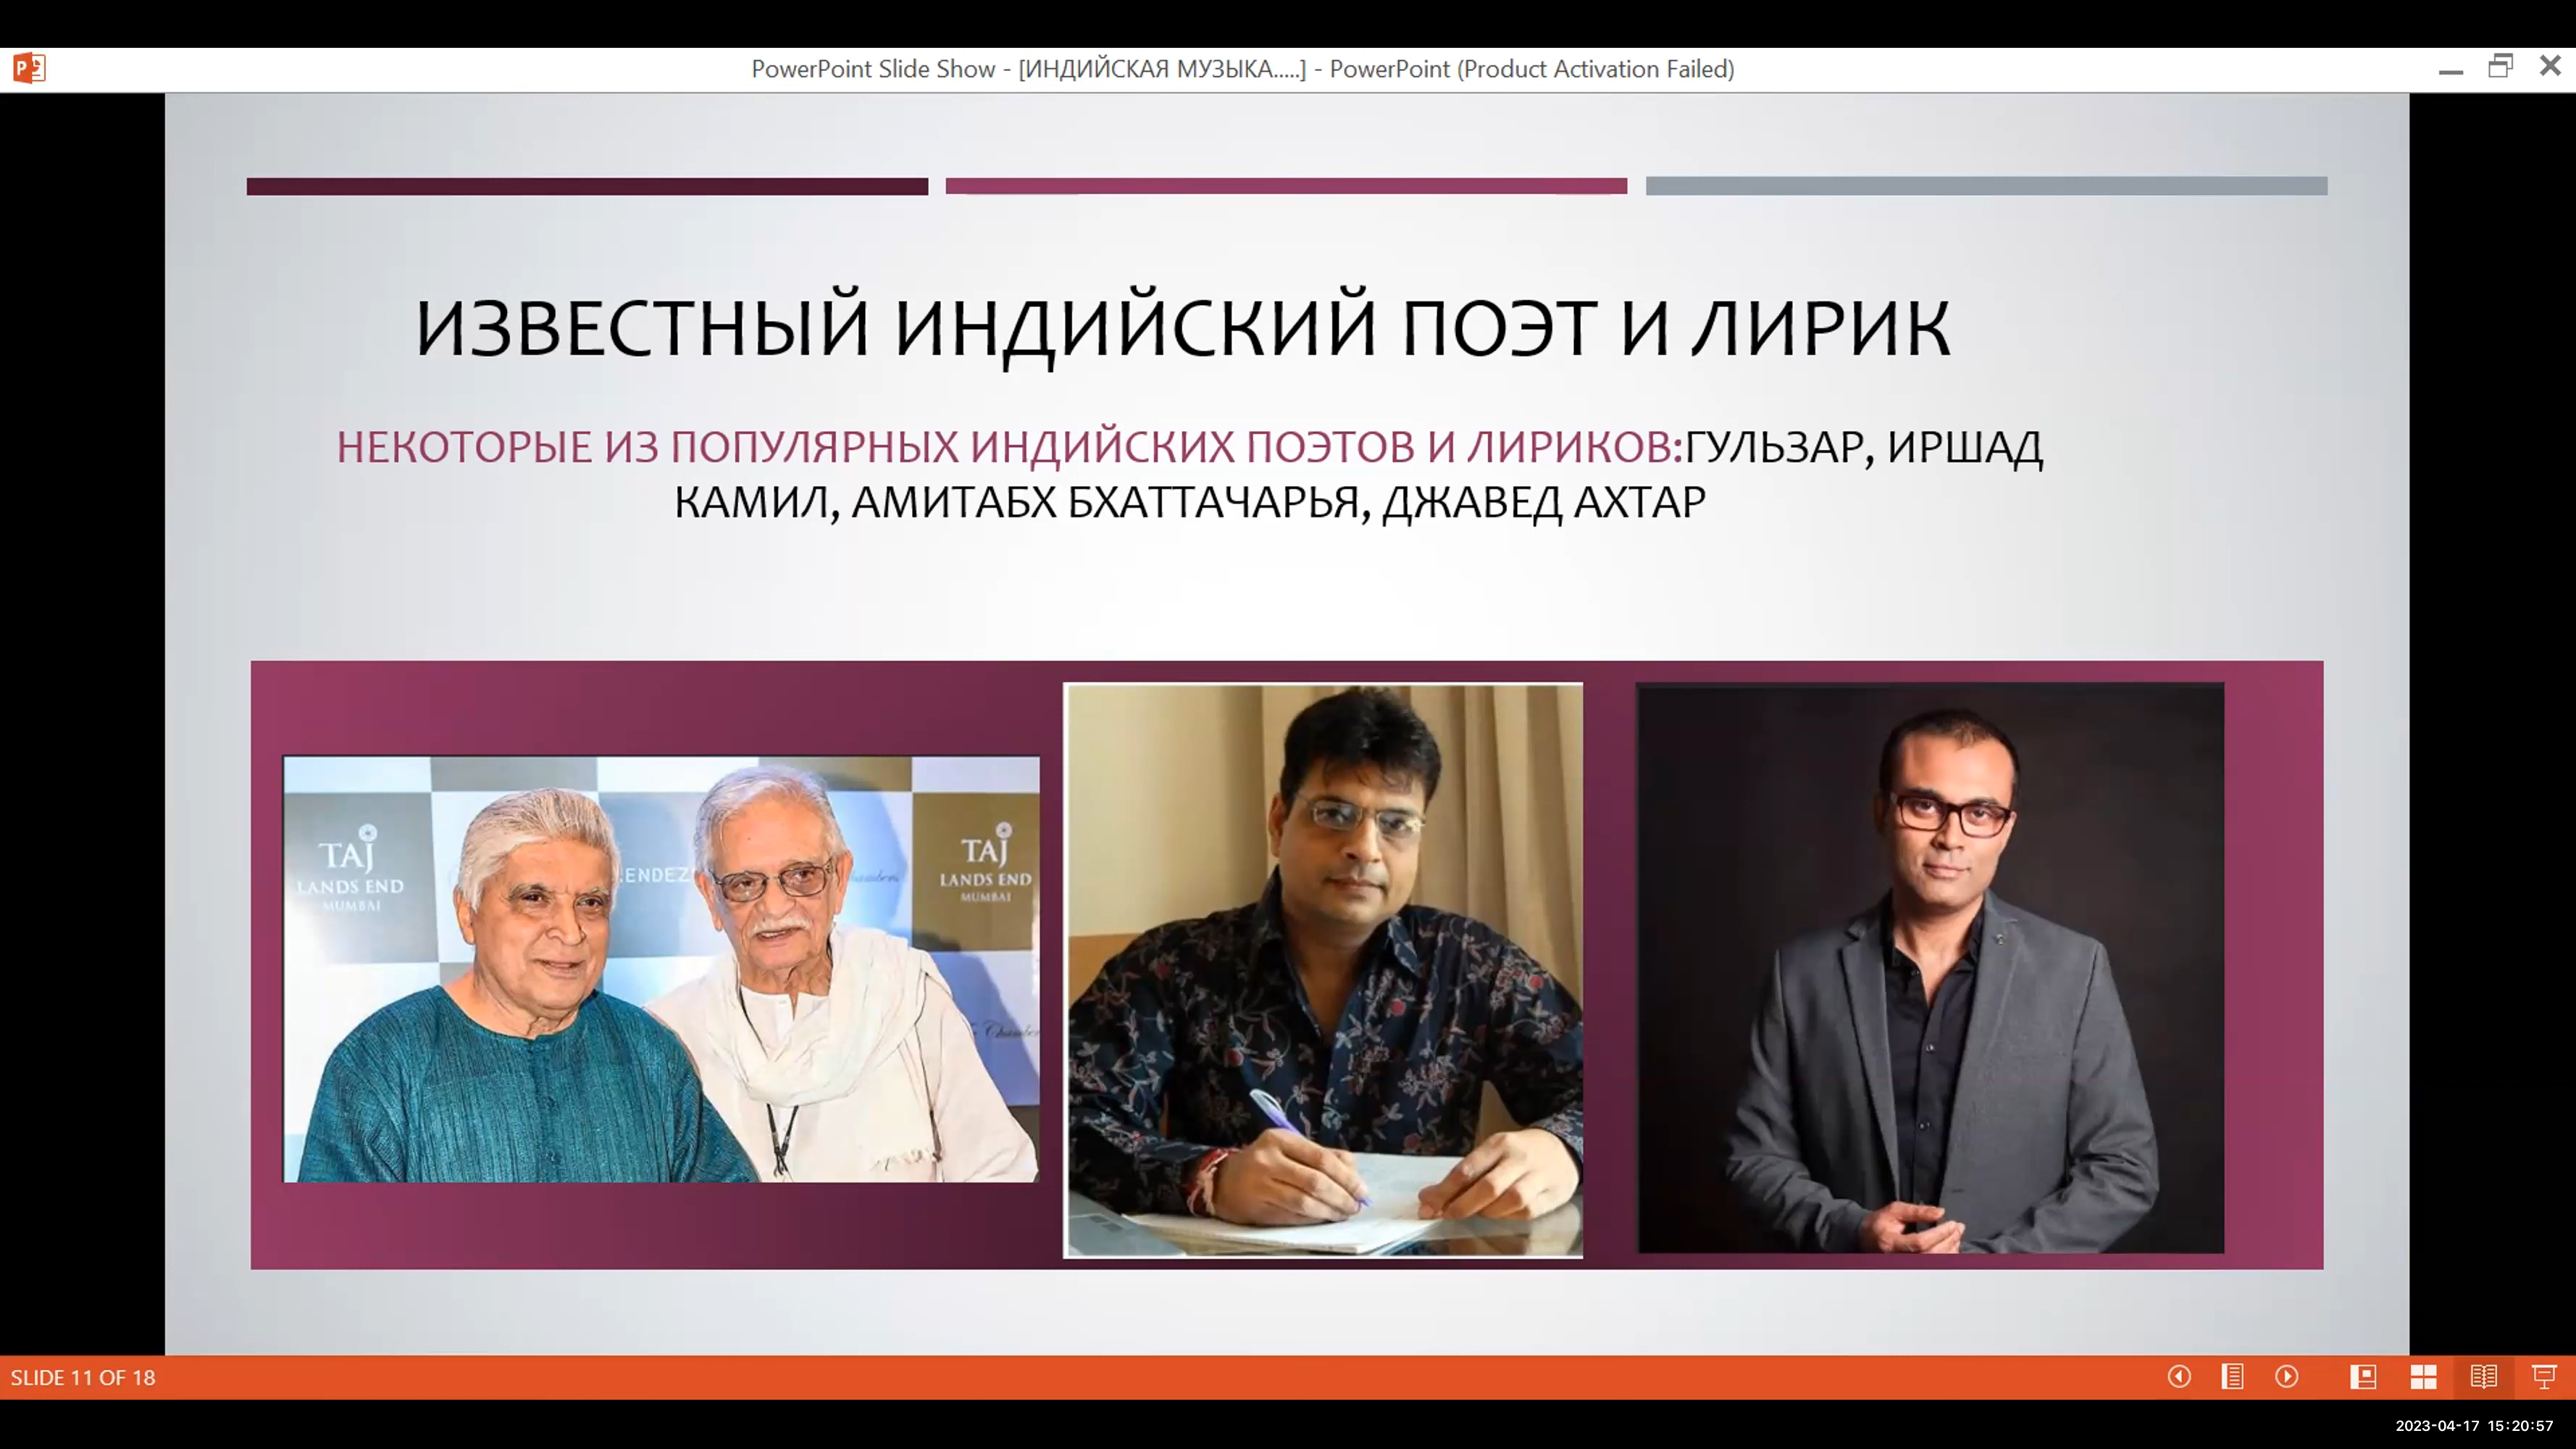 PowerPoint Slide Show - [ИНДИЙСКАЯ МУЗЫКА.....] - PowerPoint (Product Activation Failed)
ИЗВЕСТНЫЙ ИНДИЙСКИЙ ПОЭТ И ЛИРИК
НЕКОТОРЫЕ ИЗ ПОПУЛЯРНЫХ ИНДИЙСКИХ ПОЭТОВ И ЛИРИКОВ:ГУЛЬЗАР, ИРШАД
КАМИЛ, АМИТАБХ БХАТТАЧАРЬЯ, ДЖАВЕД АХТАР
TAJ
LANDS END
MUMBAI
TAJ
LANDS END
MUMBAI
SLIDE 11 OF 18
2023-04-17 15:20:57